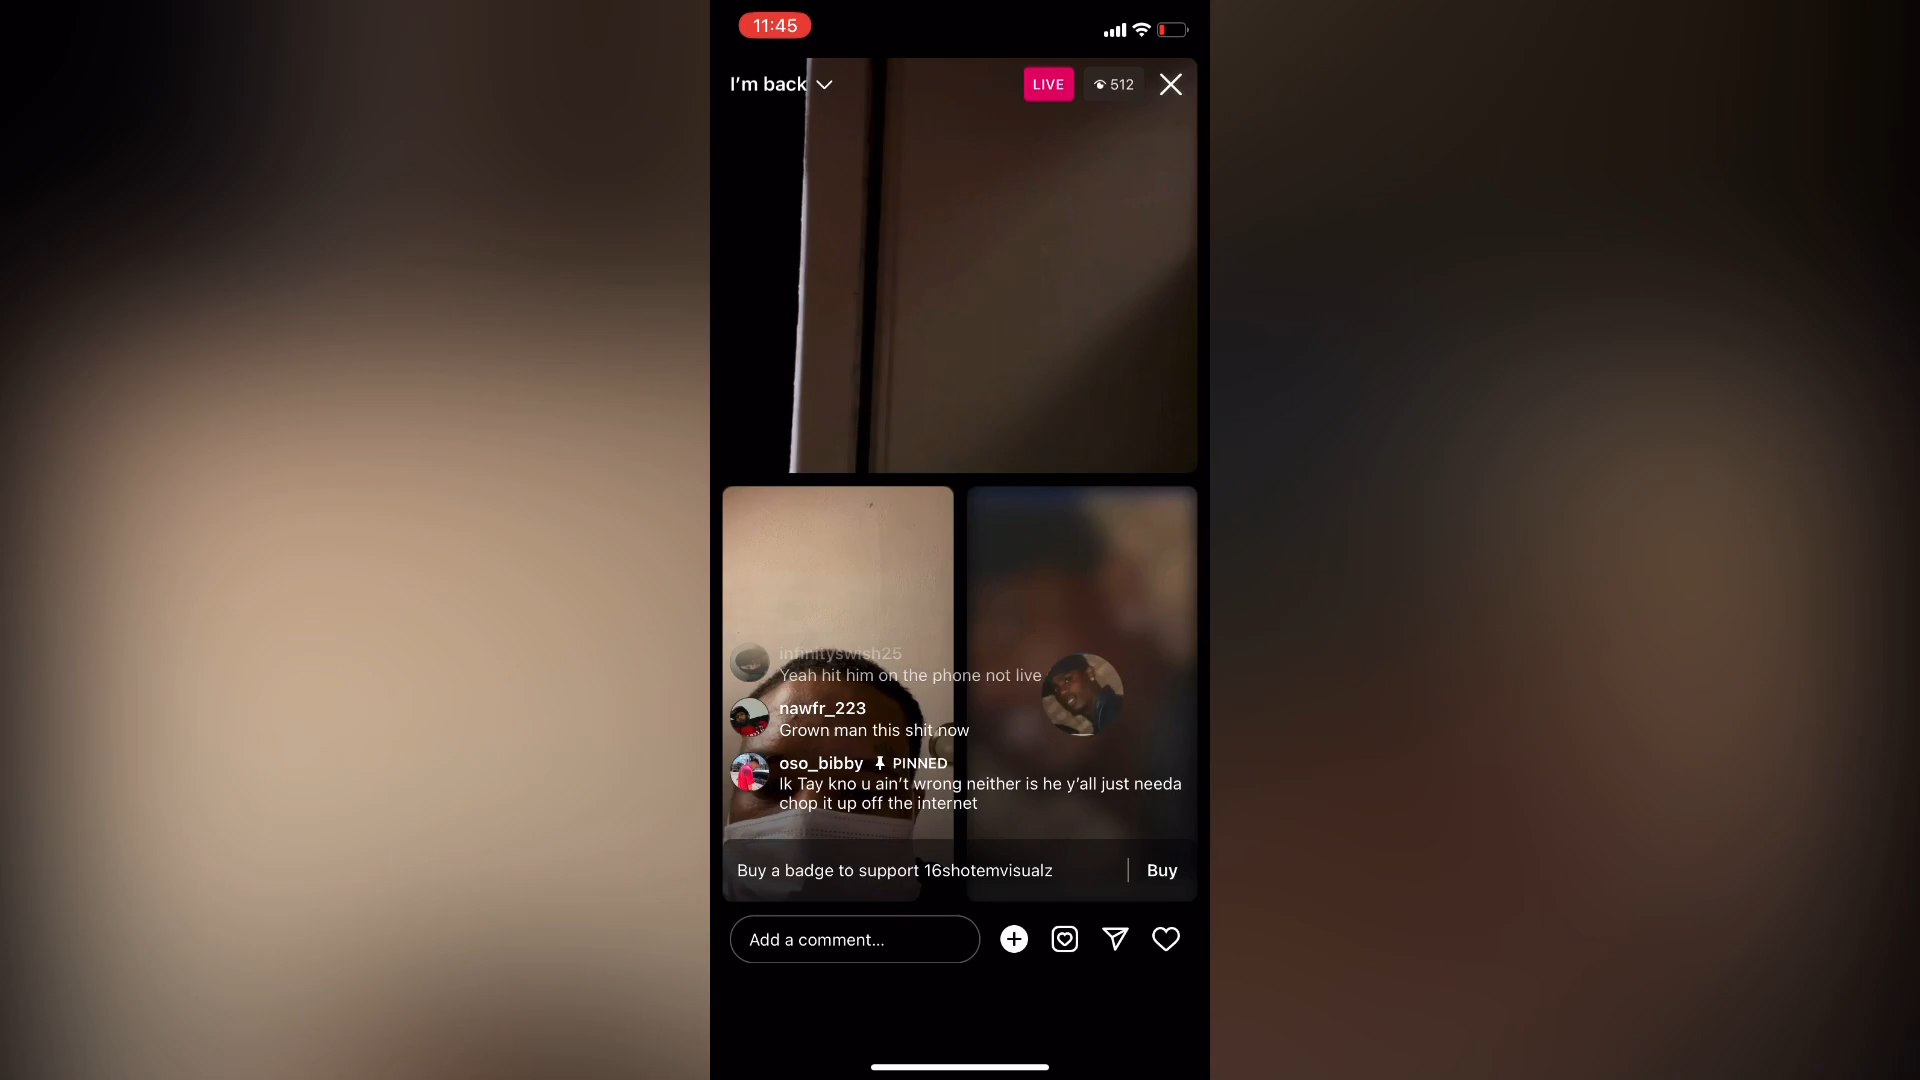 11:45
I'm back
LIVE
512
infinityswish25
Yeah hit him on the phone not live
nawfr_223
Grown man this shit now
oso_bibby PINNED
Ik Tay kno u ain't wrong neither is he y'all just needa
chop it up off the internet
Buy a badge to support 16shotemvisualz
Buy
Add a comment...